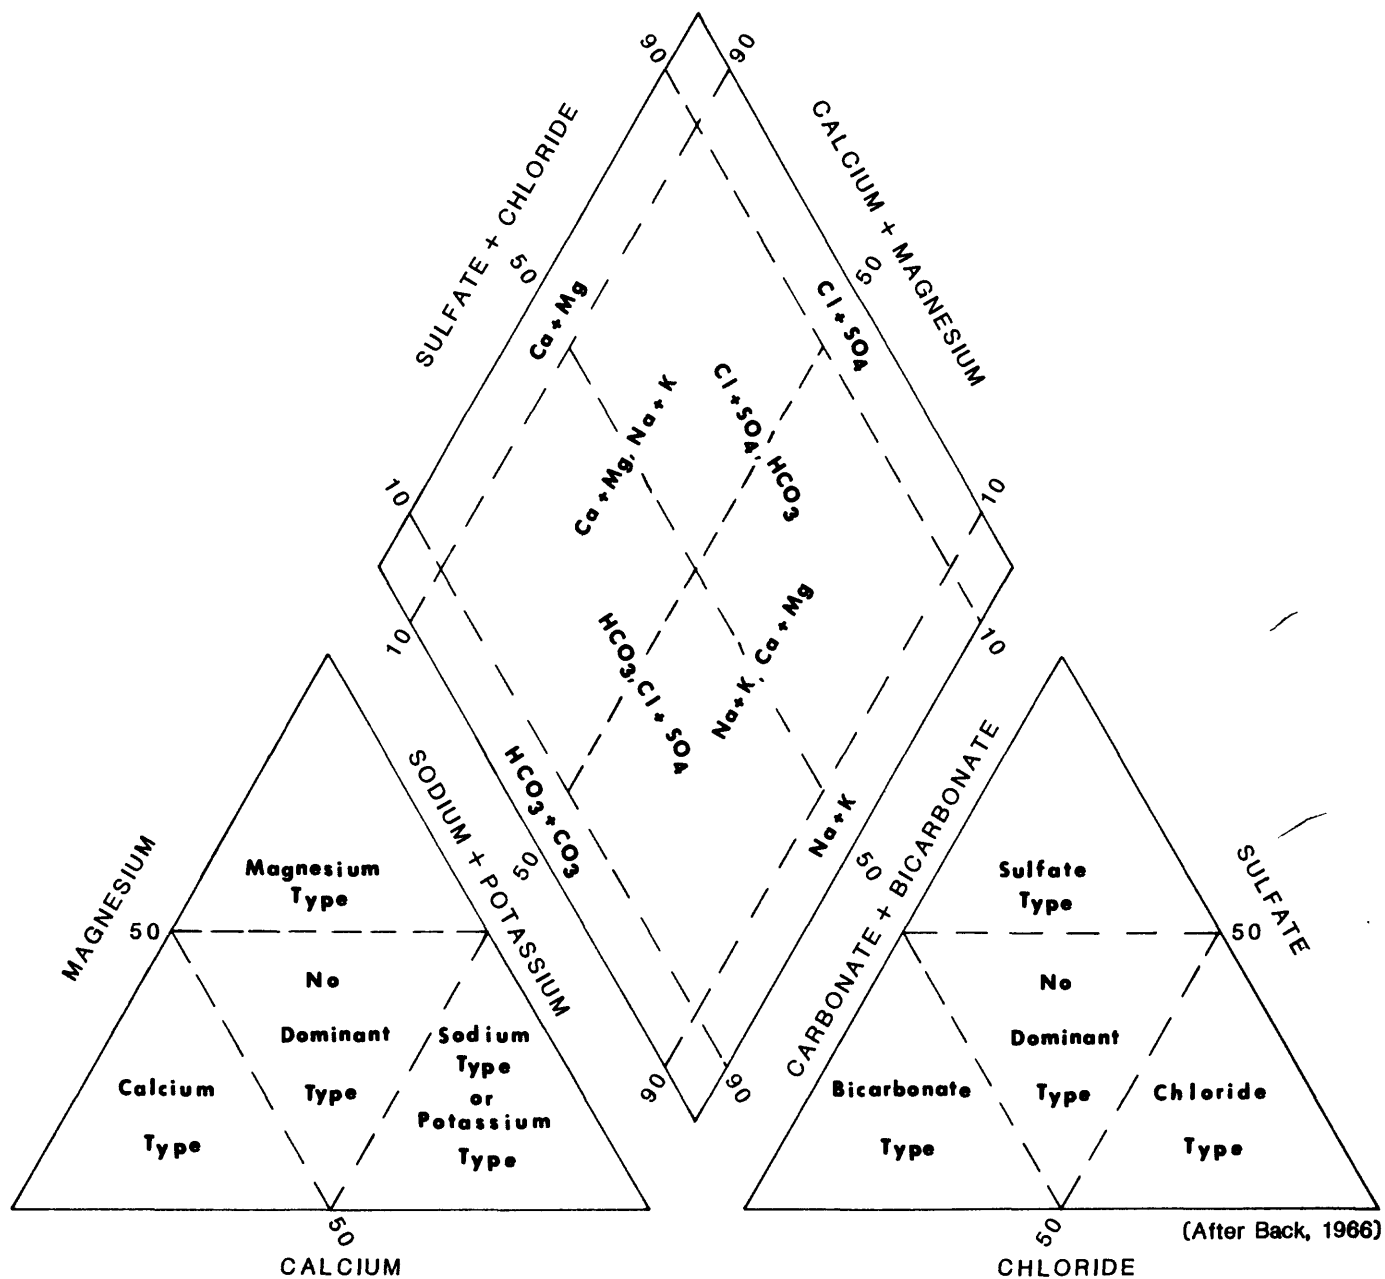 90
90
SULFATE + CHLORIDE
CALCIUM + MAGNESIUM
50
50
Ca + Mg
Cl + SO4
Ca + Mg, Na + K
Cl + SO4, HCO3
10
10
10
10
HCO3, Cl + SO4
Na + K, Ca + Mg
HCO3 + CO3
Na + K
50
50
SODIUM + POTASSIUM
CARBONATE + BICARBONATE
90
90
MAGNESIUM
50
Magnesium
Type
No
Dominant
Type
Calcium
Type
Sodium
Type
or
Potassium
Type
50
CALCIUM
SULFATE
50
Sulfate
Type
No
Dominant
Type
Bicarbonate
Type
Chloride
Type
50
CHLORIDE
(After Back, 1966)